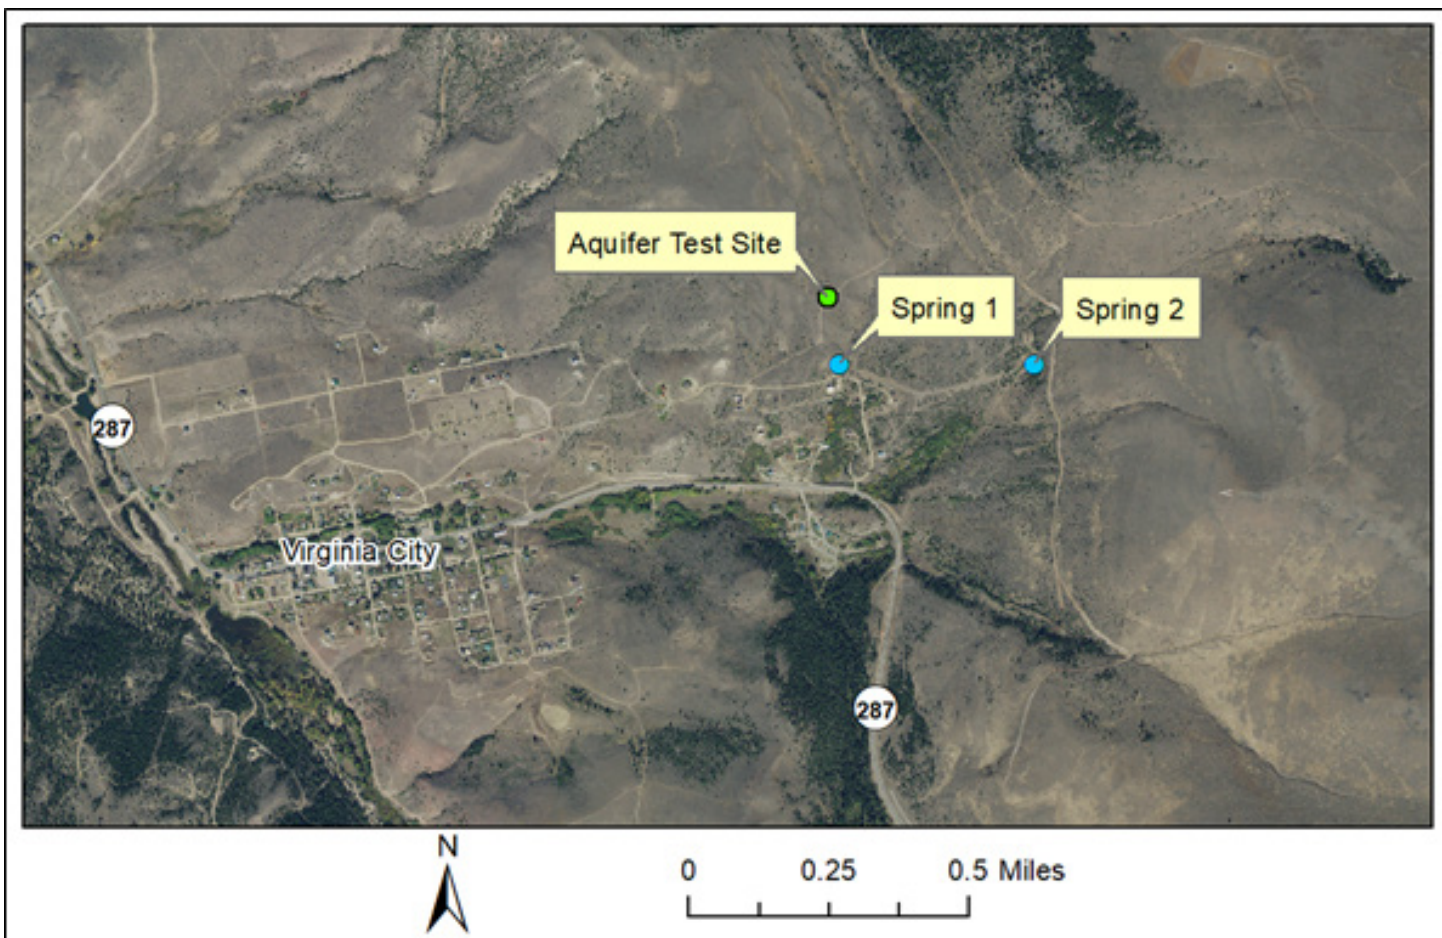 Aquifer Test Site
Spring 1
Spring 2
287
Virginia City
287
N
0 0.25 0.5 Miles